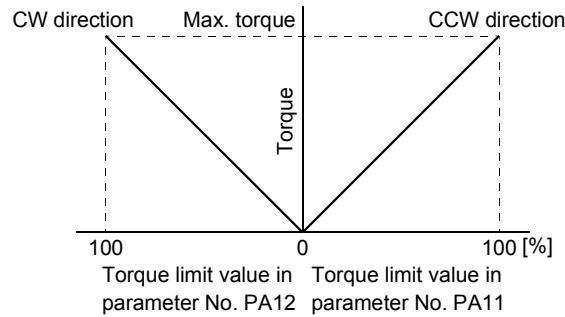 CW direction
Max. torque
CCW direction
Torque
100
0
100 [%]
Torque limit value in
parameter No. PA12
Torque limit value in
parameter No. PA11